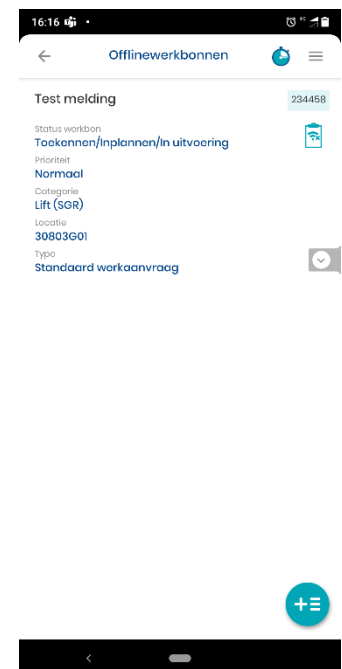 16:16
Offlinewerkbonnen
Test melding
234458
Status workbon
Toekennen/Inplannen/In uitvoering
Prioriteit
Normaal
Categorie
Lift (SGR)
Locatie
30803G01
Type
Standaard werkaanvraag